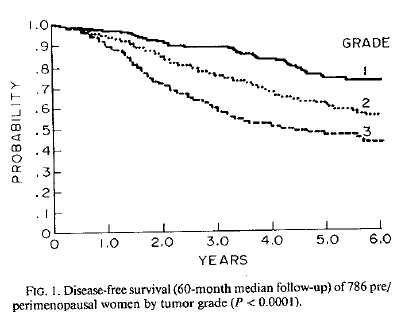 1.0
.9
.8
.7
.6
.5
.4
.3
.2
.1
0
PROBABILITY
GRADE
1
2
3
0 1.0 2.0 3.0 4.0 5.0 6.0
YEARS
FIG. 1. Disease-free survival (60-month median follow-up) of 786 pre/
perimenopausal women by tumor grade (P < 0.0001).